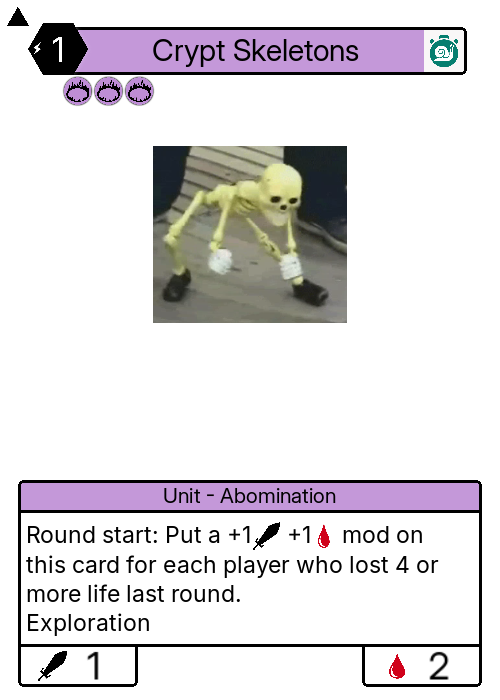 1
Crypt Skeletons
Unit - Abomination
Round start: Put a +1 +1 mod on
this card for each player who lost 4 or
more life last round.
Exploration
1
2